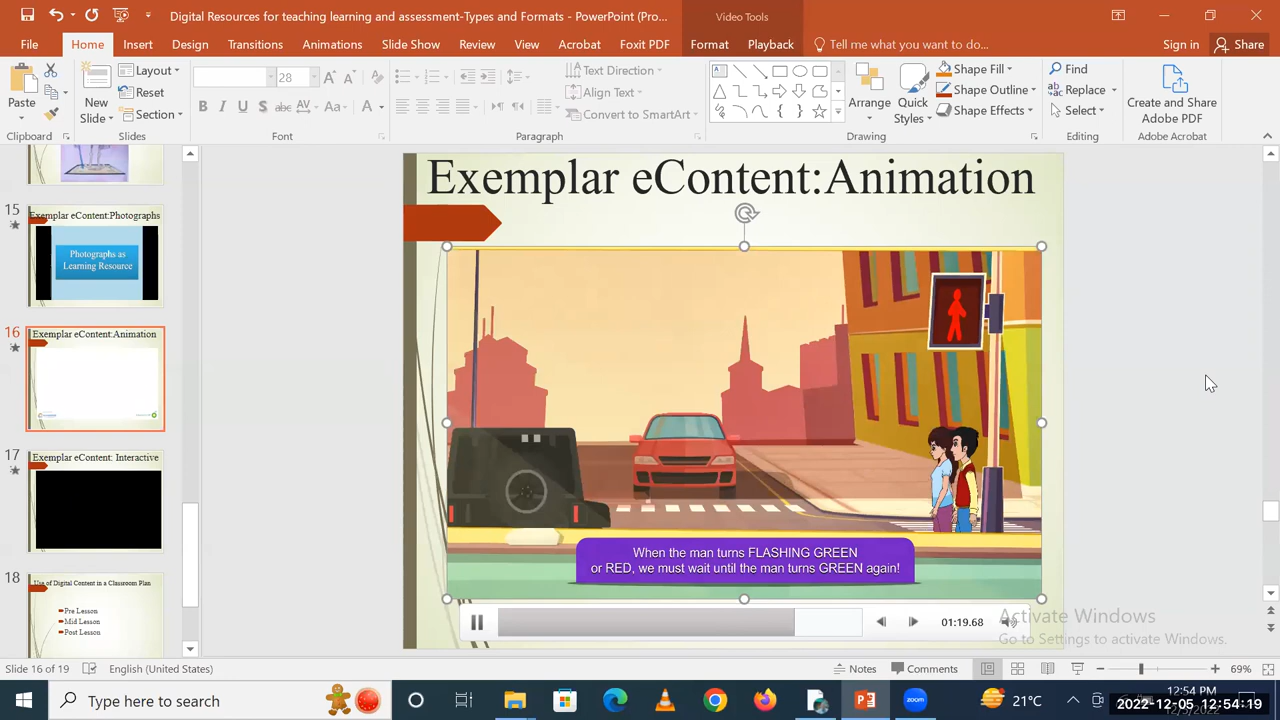 Digital Resources for teaching learning and assessment-Types and Formats - PowerPoint (Pro...
Video Tools
File
Home
Insert
Design
Transitions
Animations
Slide Show
Review
View
Acrobat
Foxit PDF
Format
Playback
Tell me what you want to do...
Sign in
Share
Paste
New
Slide
Layout
Reset
Section
28
B I U S abc AV Aa A
Text Direction
Align Text
Convert to SmartArt
Arrange
Quick
Styles
Shape Fill
Shape Outline
Shape Effects
Find
Replace
Select
Create and Share
Adobe PDF
Clipboard
Slides
Font
Paragraph
Drawing
Editing
Adobe Acrobat
15
Exemplar eContent:Photographs
Photographs as
Learning Resource
16
Exemplar eContent:Animation
17
Exemplar eContent: Interactive
18
Use of Digital Content in a Classroom Plan
Pre Lesson
Mid Lesson
Post Lesson
Exemplar eContent:Animation
When the man turns FLASHING GREEN
or RED, we must wait until the man turns GREEN again!
01:19.68
Activate Windows
Go to Settings to activate Windows.
Slide 16 of 19
English (United States)
Notes
Comments
69%
Type here to search
zoom
21°C
12:54 PM
2022-12-05 12:54:19